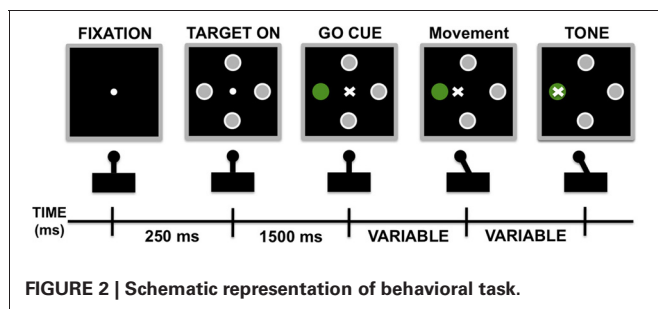 FIXATION TARGET ON GO CUE Movement TONE
TIME
(ms)
250 ms 1500 ms VARIABLE VARIABLE
FIGURE 2 | Schematic representation of behavioral task.